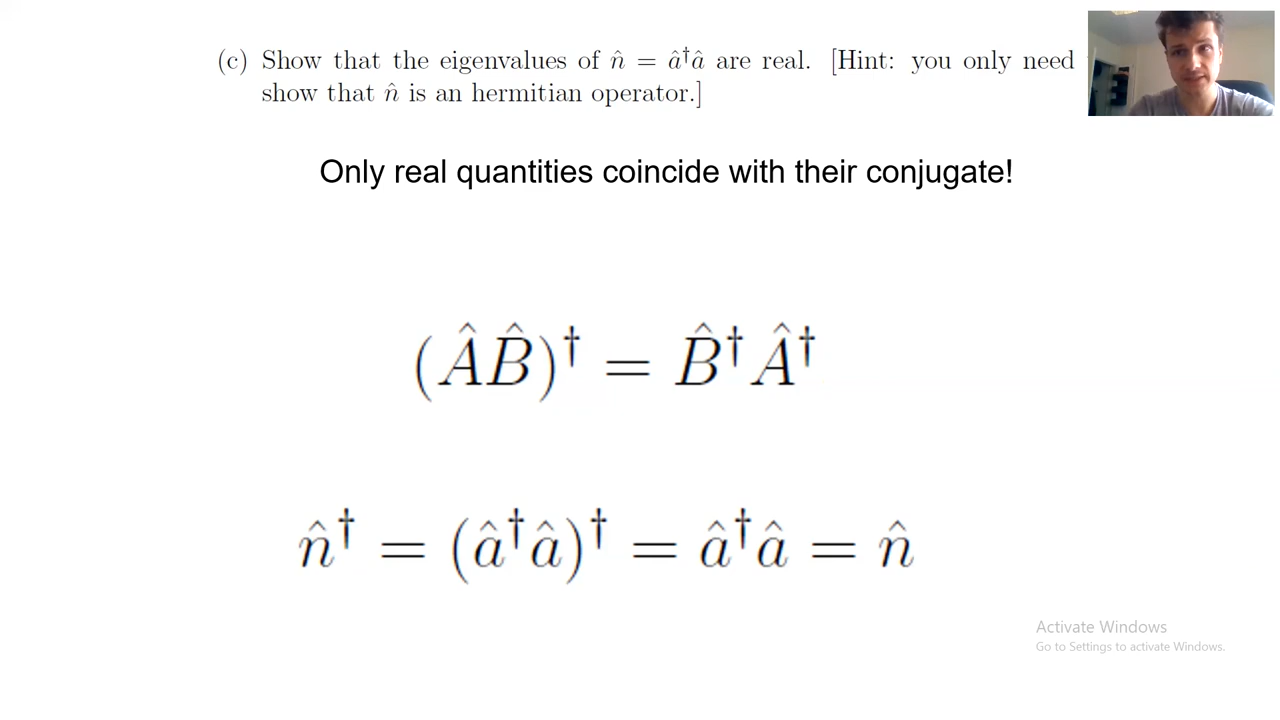 (c) Show that the eigenvalues of n̂ = â†â are real. [Hint: you only need
show that n̂ is an hermitian operator.]
Only real quantities coincide with their conjugate!
(ÂB̂)† = B̂†Â†
n̂† = (â†â)† = â†â = n̂
Activate Windows
Go to Settings to activate Windows.